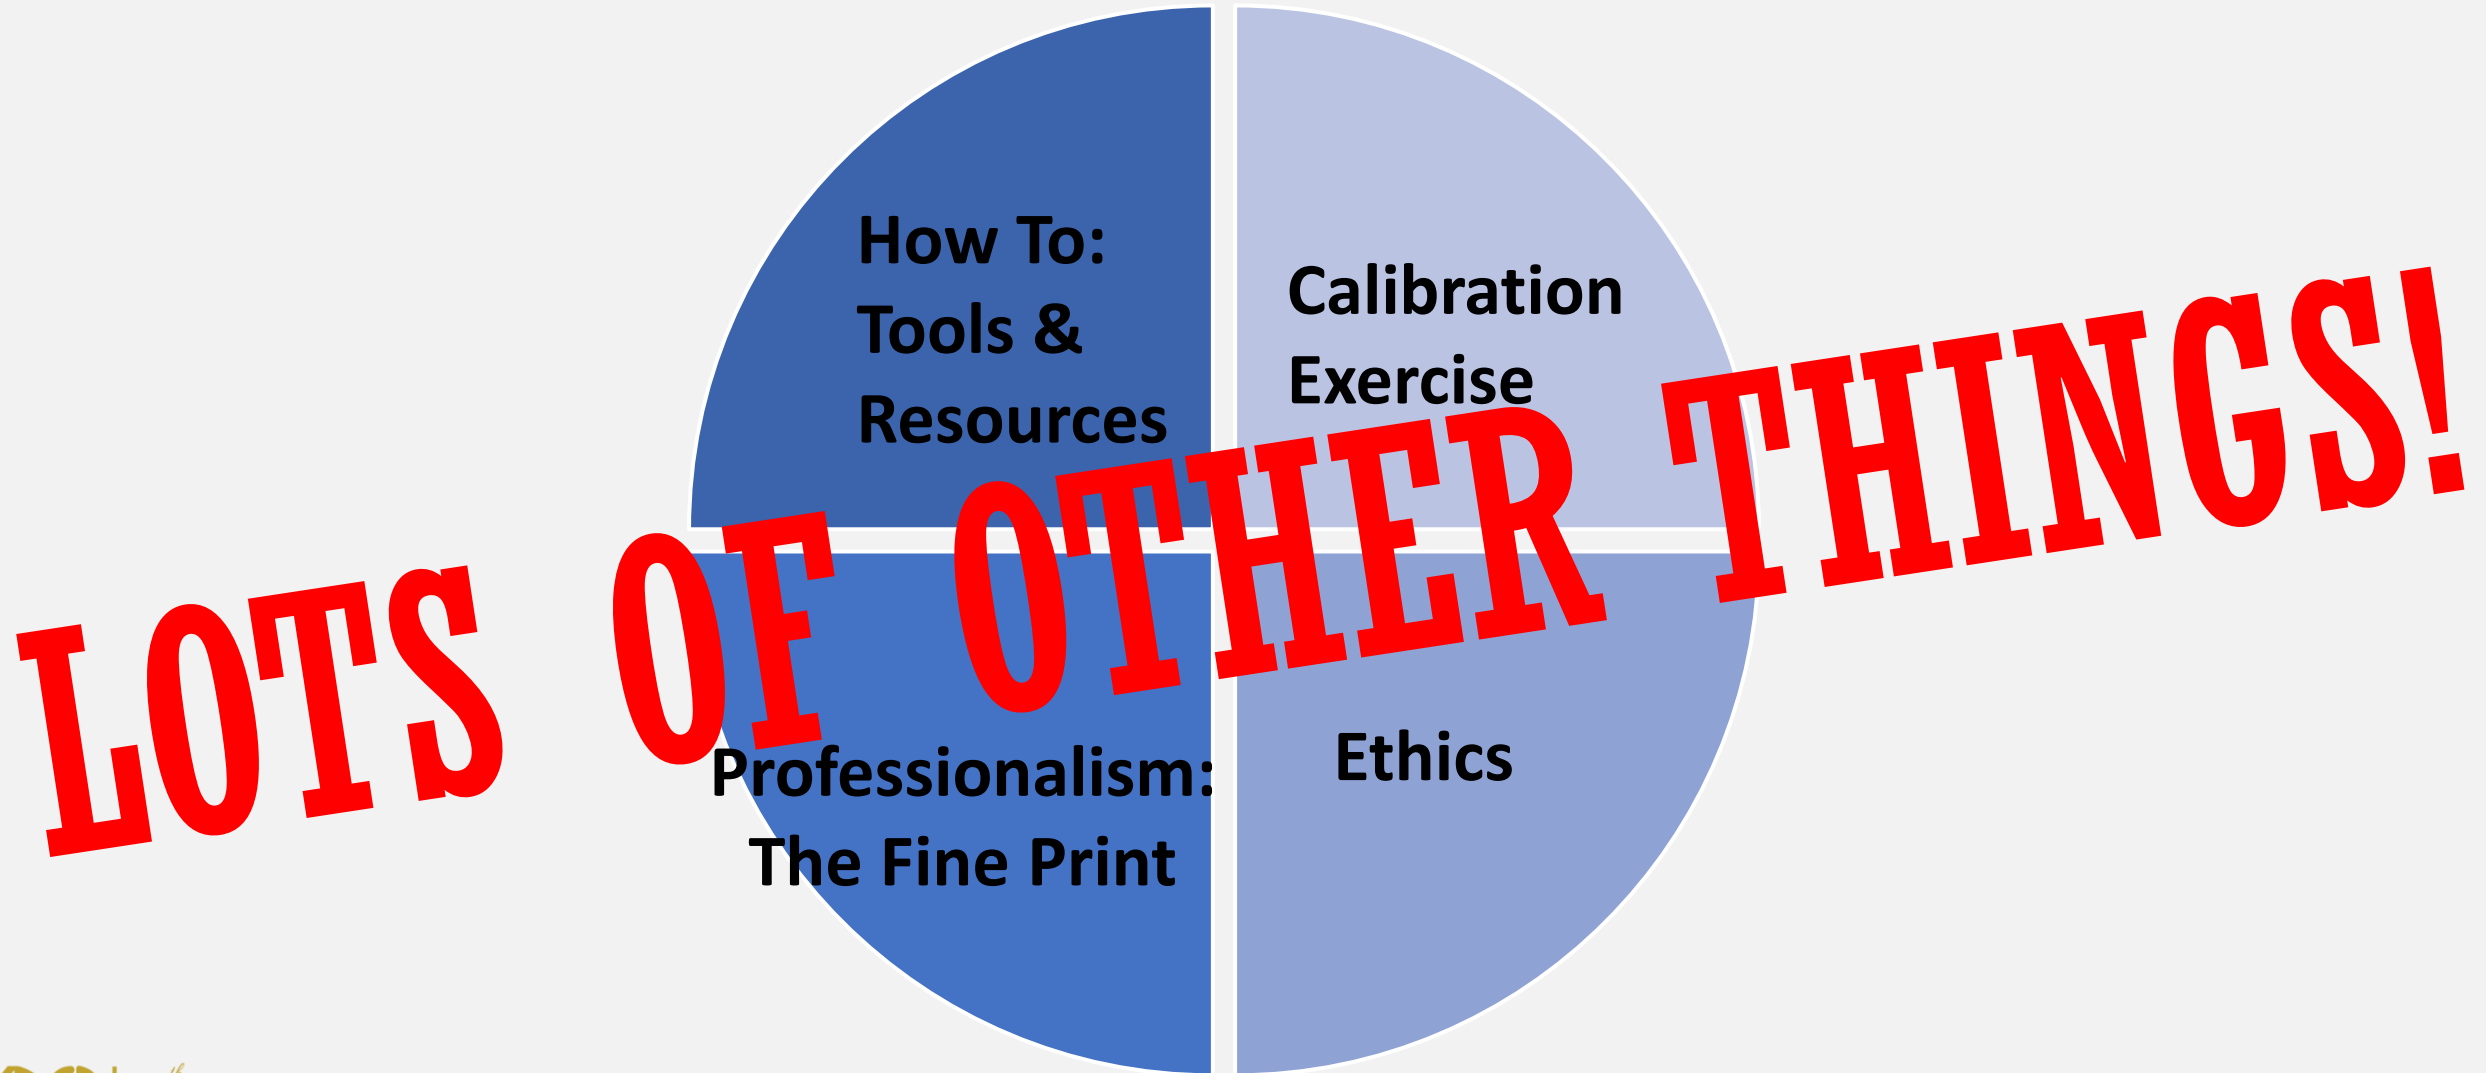 How To:
Tools &
Resources
Calibration
Exercise
LOTS OF OTHER THINGS!
Professionalism:
The Fine Print
Ethics